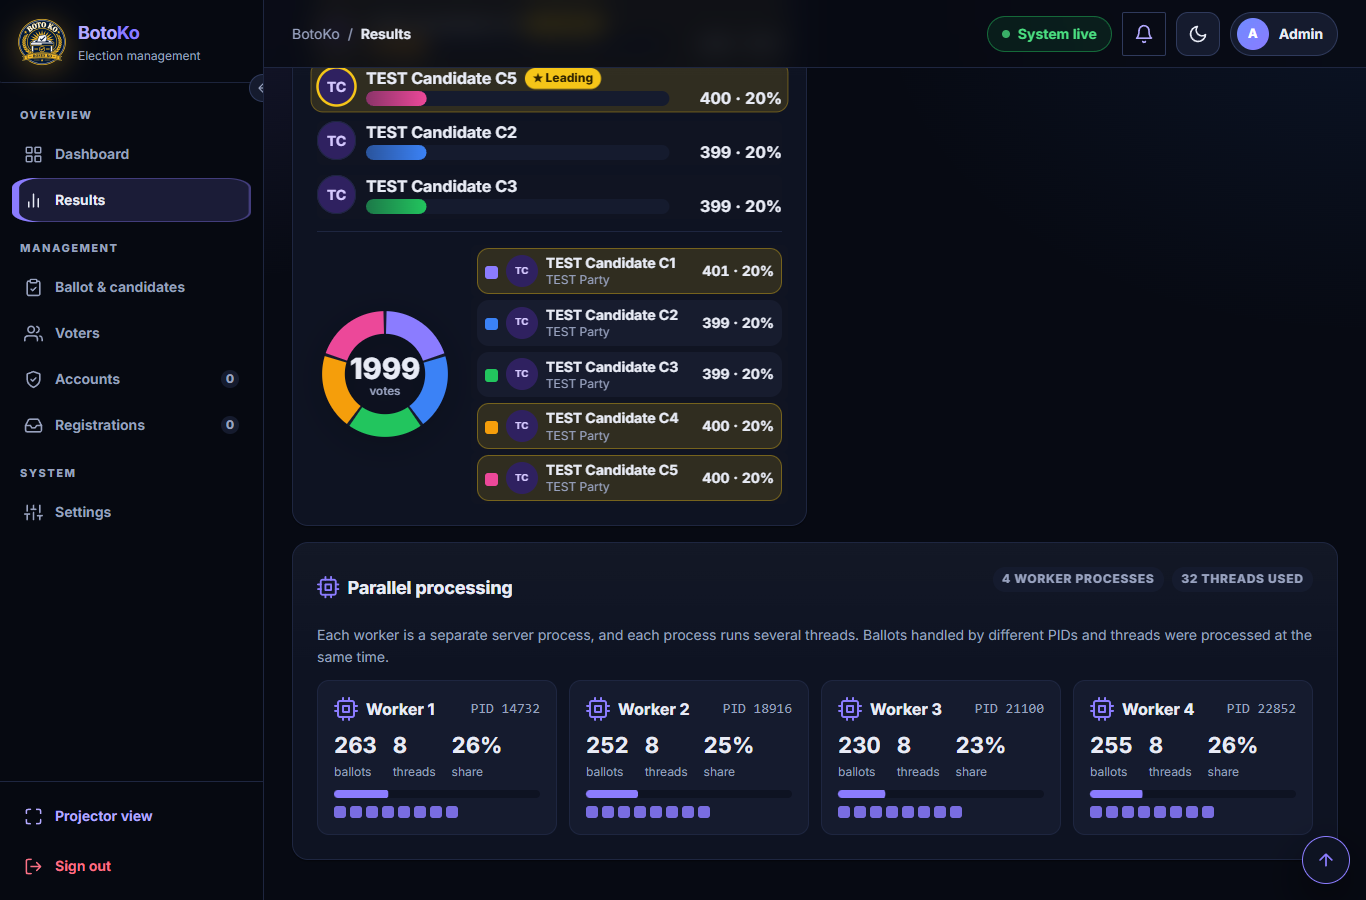 BOTO KO
BotoKo
Election management
OVERVIEW
Dashboard
Results
MANAGEMENT
Ballot & candidates
Voters
Accounts 0
Registrations 0
SYSTEM
Settings
Projector view
Sign out
BotoKo / Results
System live
A Admin
TC TEST Candidate C5 ★ Leading
400 · 20%
TC TEST Candidate C2
399 · 20%
TC TEST Candidate C3
399 · 20%
1999
votes
TC TEST Candidate C1 401 · 20%
TEST Party
TC TEST Candidate C2 399 · 20%
TEST Party
TC TEST Candidate C3 399 · 20%
TEST Party
TC TEST Candidate C4 400 · 20%
TEST Party
TC TEST Candidate C5 400 · 20%
TEST Party
Parallel processing
4 WORKER PROCESSES 32 THREADS USED
Each worker is a separate server process, and each process runs several threads. Ballots handled by different PIDs and threads were processed at the
same time.
Worker 1 PID 14732
263 8 26%
ballots threads share
Worker 2 PID 18916
252 8 25%
ballots threads share
Worker 3 PID 21100
230 8 23%
ballots threads share
Worker 4 PID 22852
255 8 26%
ballots threads share